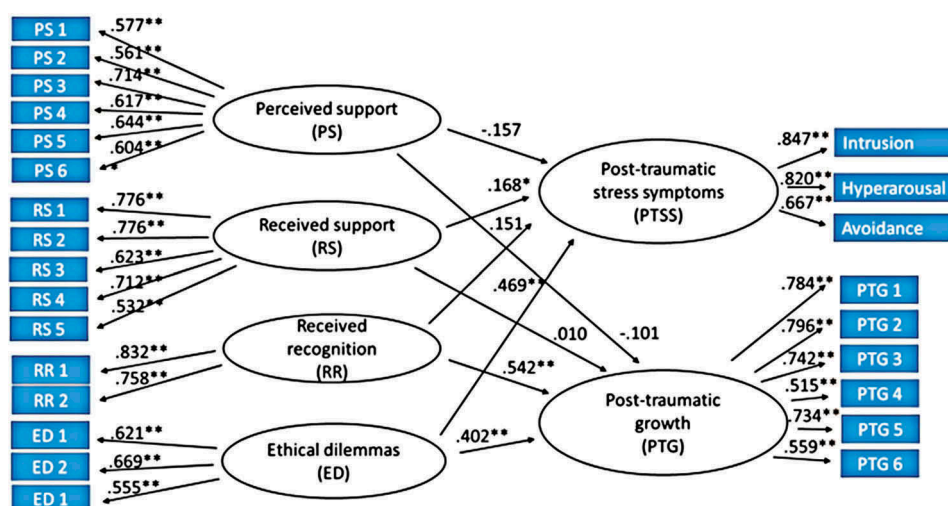 PS 1
.577**
PS 2
.561**
PS 3
.714**
PS 4
.617**
PS 5
.644**
PS 6
.604**
*
RS 1
.776**
RS 2
.776**
RS 3
.623**
RS 4
.712**
RS 5
.532**
RR 1
.832**
RR 2
.758**
ED 1
.621**
ED 2
.669**
ED 1
.555**
Perceived support
(PS)
Received support
(RS)
Received
recognition
(RR)
Ethical dilemmas
(ED)
-.157
.168*
.151
.469**
.010
-.101
.542**
.402**
Post-traumatic
stress symptoms
(PTSS)
Post-traumatic
growth
(PTG)
.847**
Intrusion
.820**
Hyperarousal
.667**
Avoidance
.784**
PTG 1
.796**
PTG 2
.742**
PTG 3
.515**
PTG 4
.734**
PTG 5
.559**
PTG 6